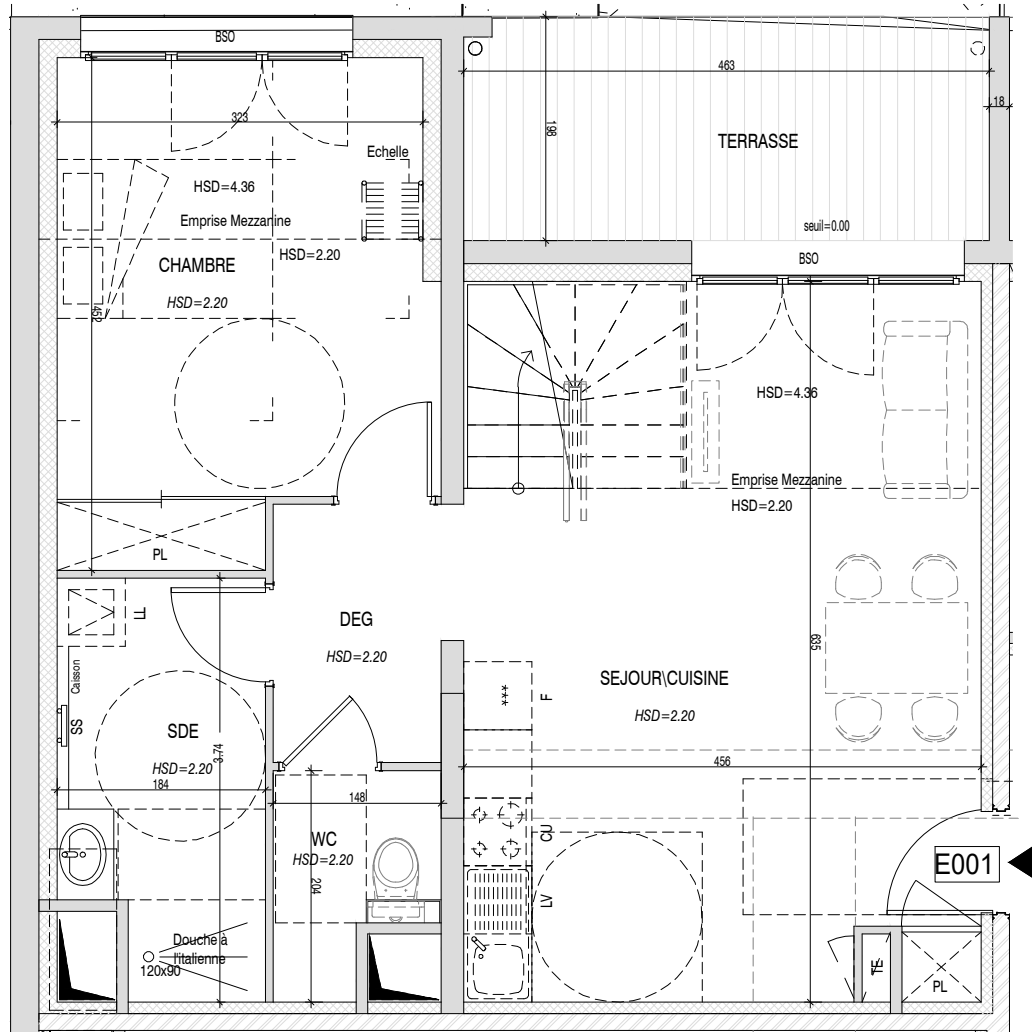 BSO
463
18
323
198
TERRASSE
Echelle
HSD=4.36
Emprise Mezzanine
seuil=0.00
HSD=2.20
BSO
CHAMBRE
HSD=2.20
452
HSD=4.36
Emprise Mezzanine
HSD=2.20
PL
LL
DEG
HSD=2.20
635
Caisson
SS
SEJOUR\CUISINE
HSD=2.20
***
F
SDE
HSD=2.20
3.74
184
456
148
WC
HSD=2.20
204
CU
LV
E001
Douche à
l'italienne
120x90
TE
PL